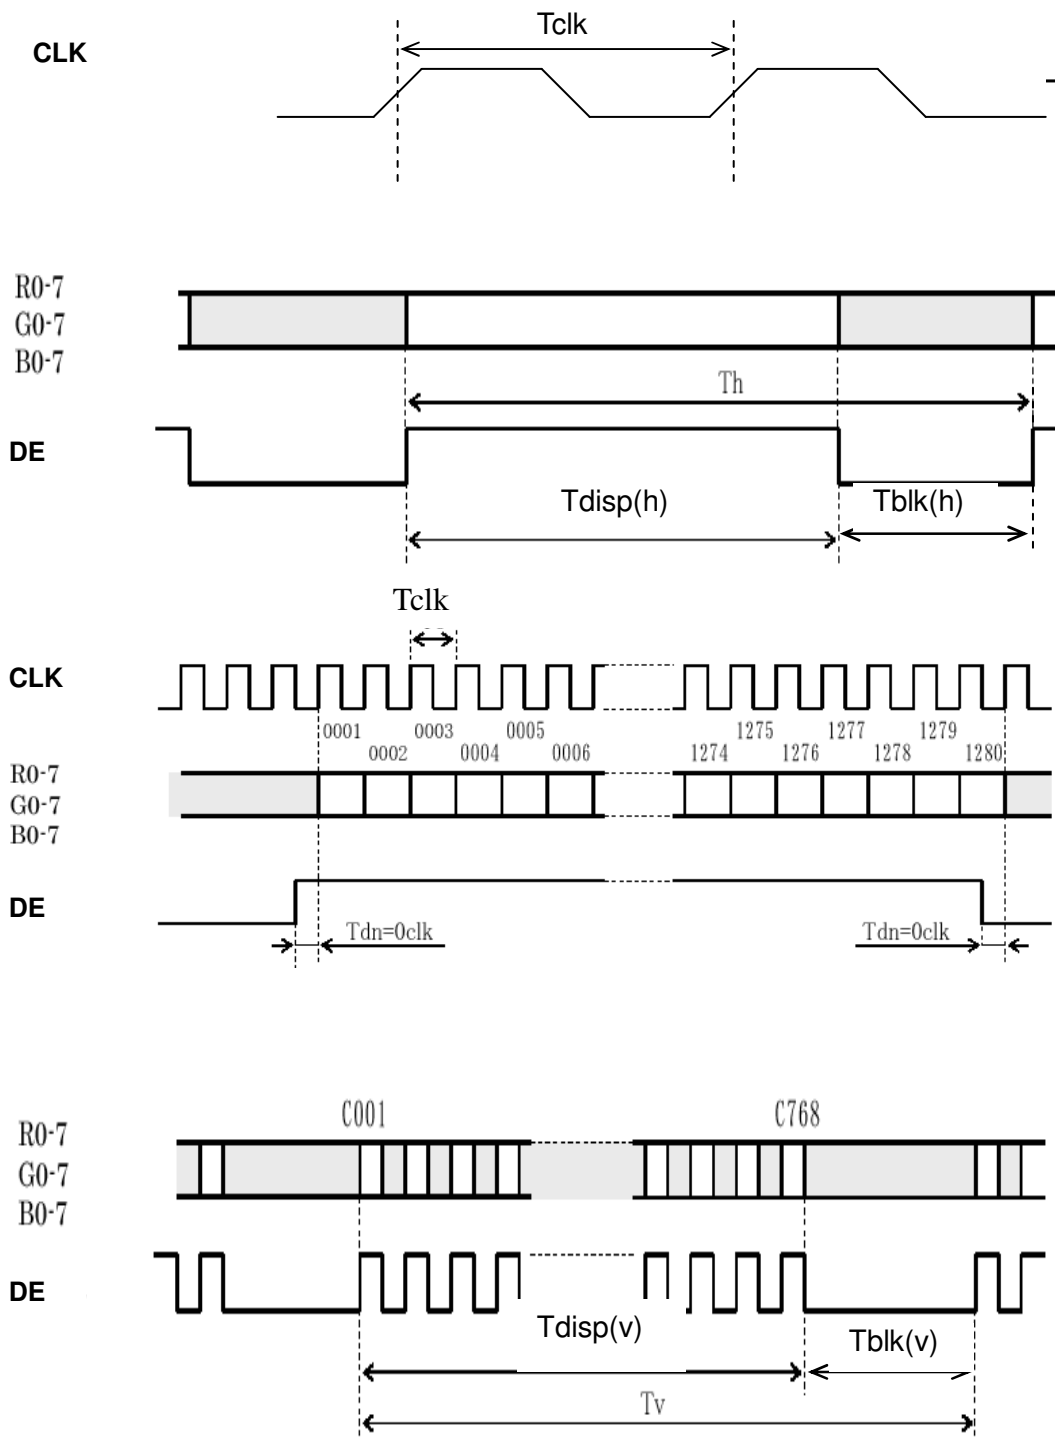 Tclk
CLK
R0-7
G0-7
B0-7
Th
DE
Tdisp(h) Tblk(h)
Tclk
CLK
0001 0003 0005 1275 1277 1279
0002 0004 0006 1274 1276 1278 1280
R0-7
G0-7
B0-7
DE
Tdn=0clk Tdn=0clk
C001 C768
R0-7
G0-7
B0-7
DE
Tdisp(v) Tblk(v)
Tv